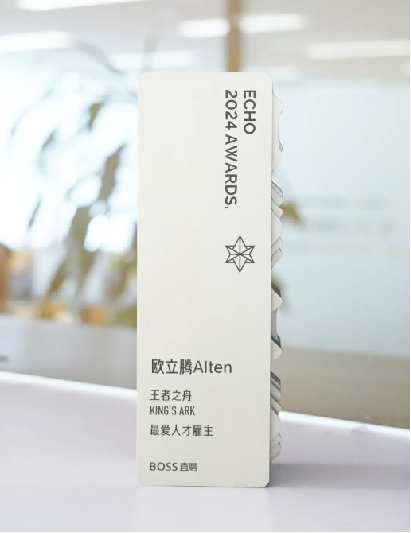 ECHO
2024 AWARDS.
欧立腾Alten
王者之舟
KING'S ARK
最爱人才雇主
BOSS直聘